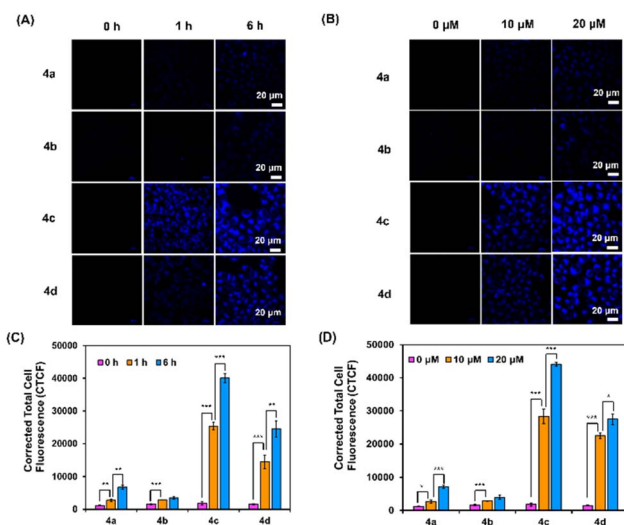 (A)
0 h 1 h 6 h
4a
20 μm
4b
20 μm
4c
20 μm
4d
20 μm
(B)
0 μM 10 μM 20 μM
4a
20 μm
4b
20 μm
4c
20 μm
4d
20 μm
(C)
Corrected Total Cell
Fluorescence (CTCF)
50000
40000
30000
20000
10000
0
0 h 1 h 6 h
** **
***
*** ***
*** **
4a 4b 4c 4d
(D)
Corrected Total Cell
Fluorescence (CTCF)
50000
40000
30000
20000
10000
0
0 μM 10 μM 20 μM
* ***
***
*** ***
*** *
4a 4b 4c 4d